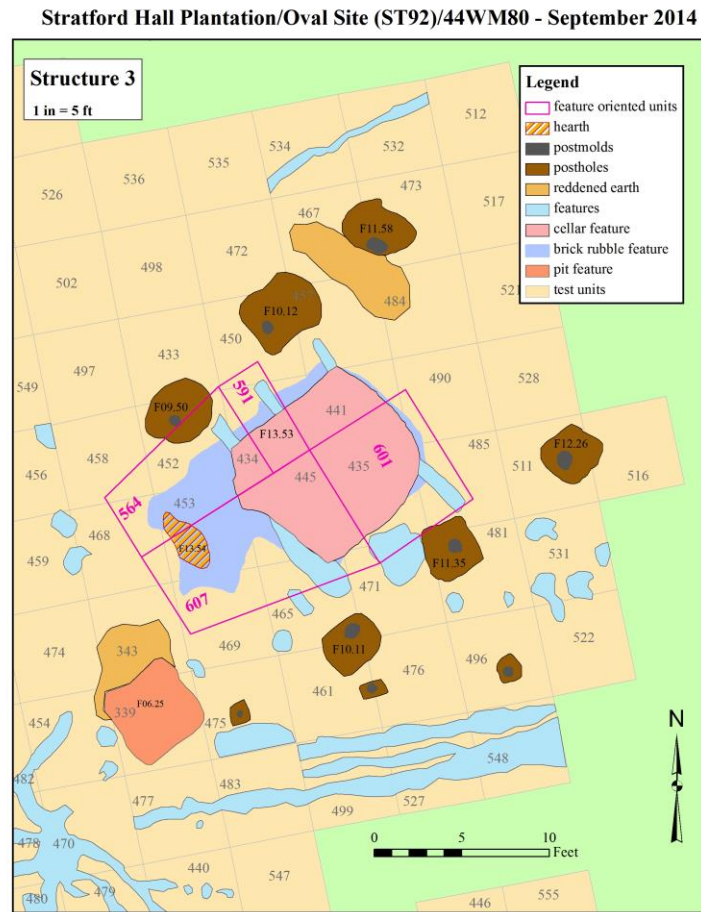 Stratford Hall Plantation/Oval Site (ST92)/44WM80 - September 2014
Structure 3
1 in = 5 ft
Legend
feature oriented units
hearth
postmolds
postholes
reddened earth
features
cellar feature
brick rubble feature
pit feature
test units
512
534
532
535
536
526
473
467
517
F11.58
472
498
502
484
F10.12
450
433
497
549
490
528
591
441
F09.50
F13.53
458
452
456
434
445
435
601
485
511
F12.26
516
453
564
468
459
F13.54
481
F11.35
531
471
607
465
469
474
343
F10.11
522
496
476
461
F06.25
339
454
475
482
483
548
477
499
527
478
470
440
547
479
480
446
555
N
0 5 10
Feet